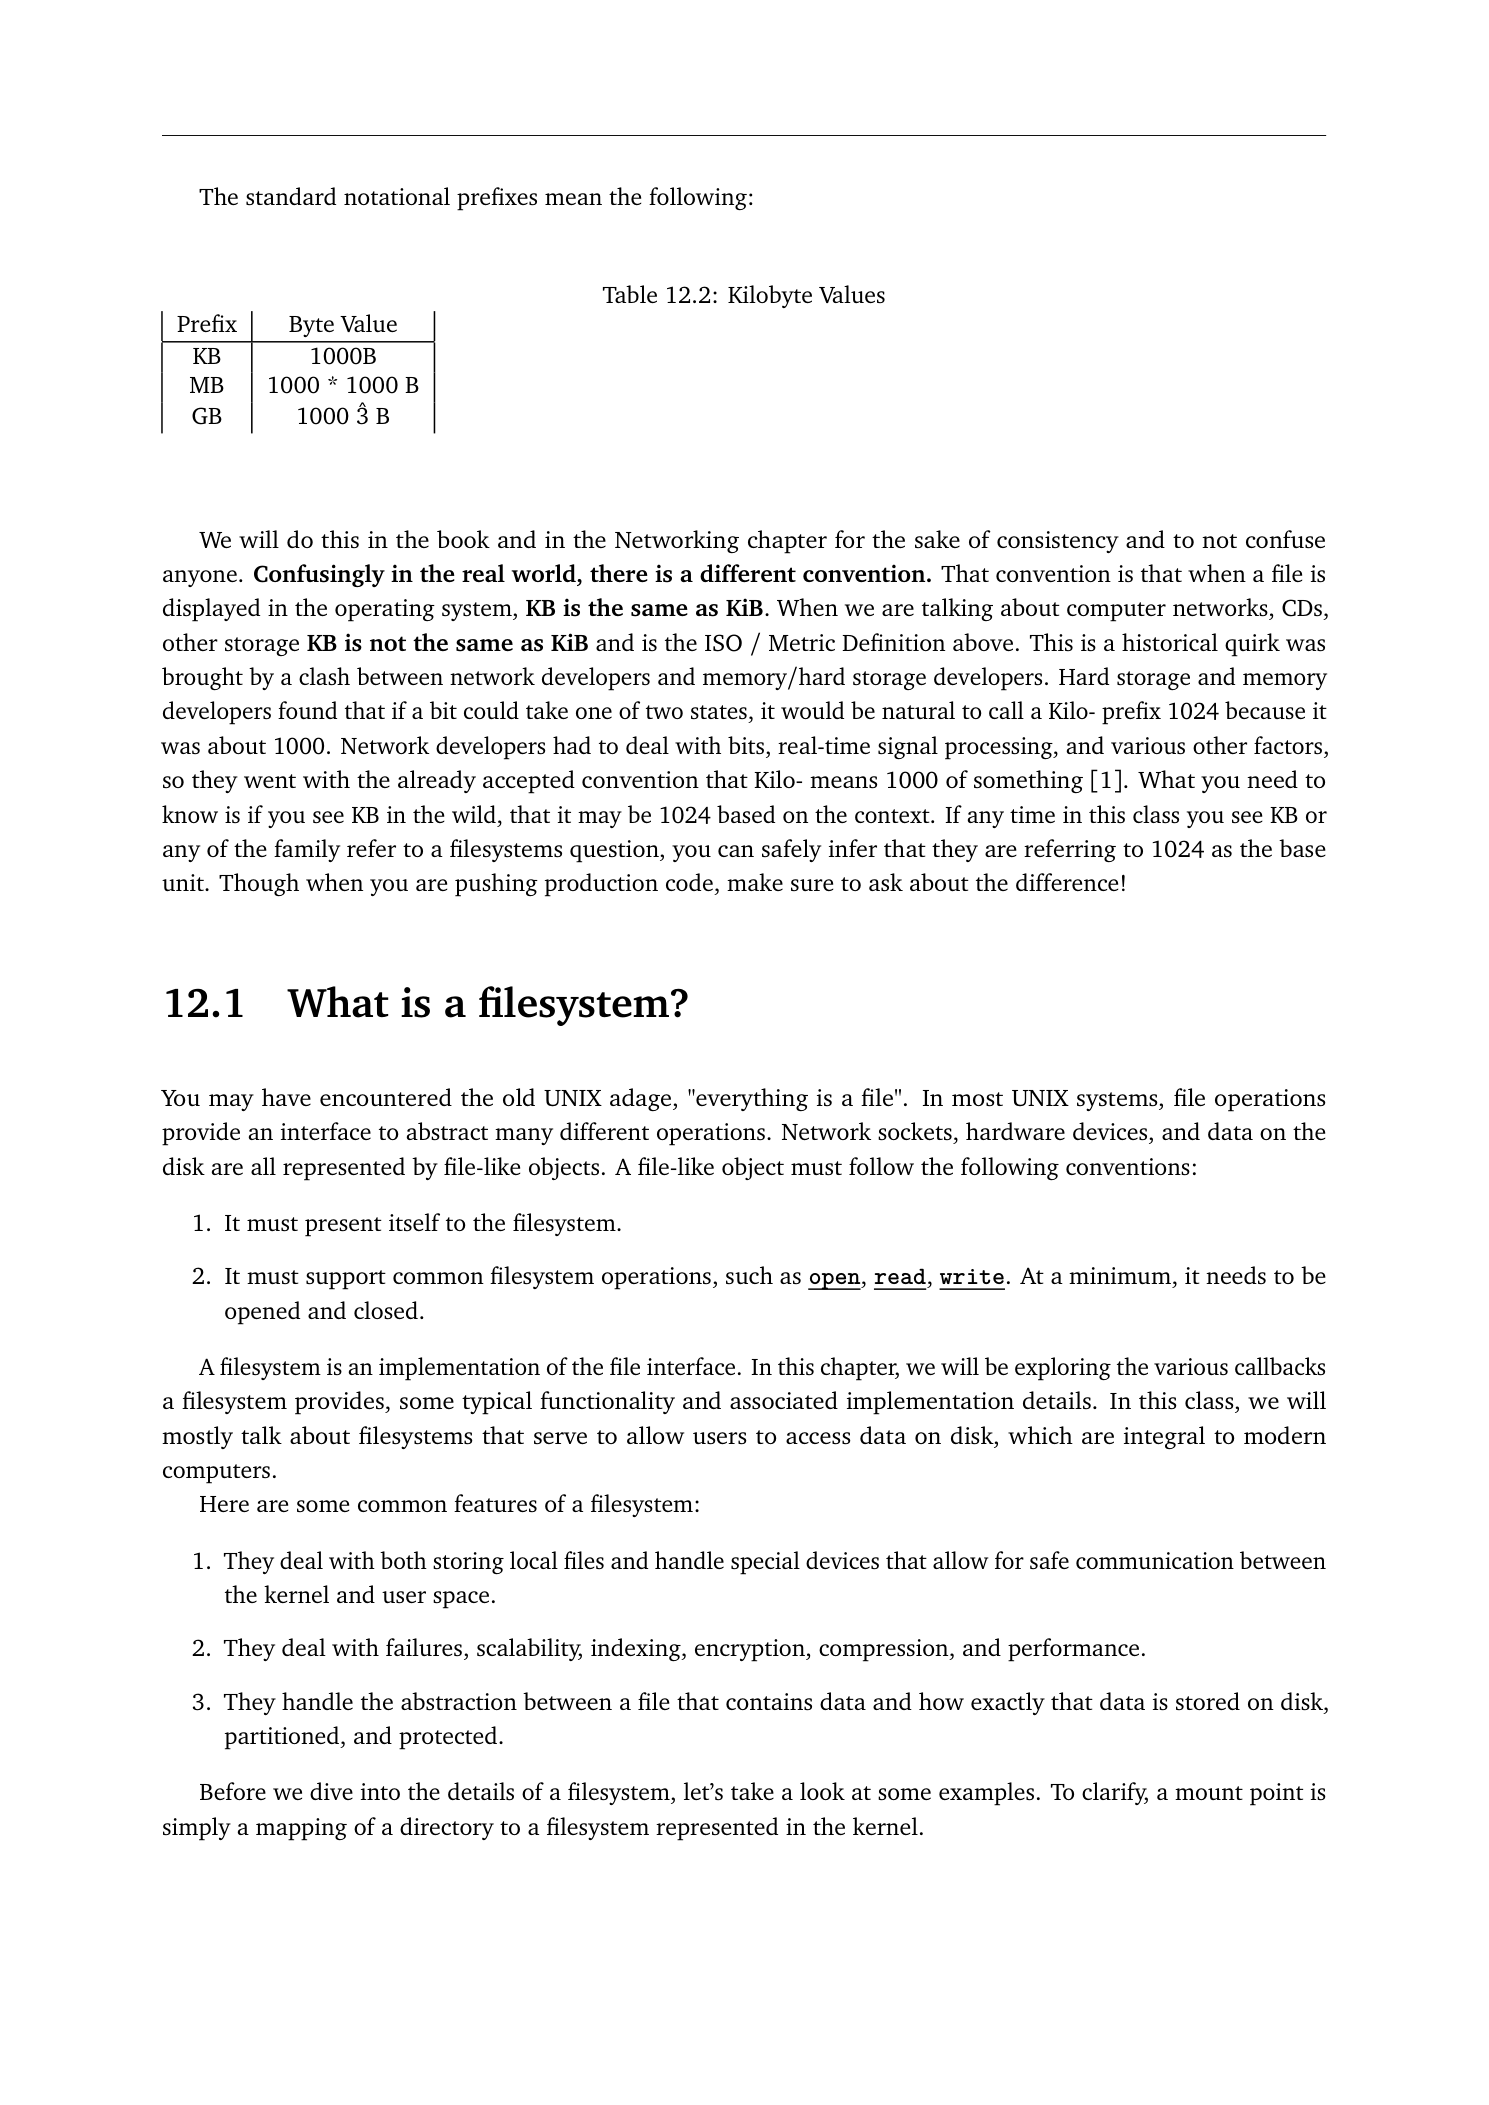 The standard notational prefixes mean the following:
Table 12.2: Kilobyte Values
Prefix Byte Value
KB 1000B
MB 1000 * 1000 B
GB 1000 3̂ B
We will do this in the book and in the Networking chapter for the sake of consistency and to not confuse
anyone. Confusingly in the real world, there is a different convention. That convention is that when a file is
displayed in the operating system, KB is the same as KiB. When we are talking about computer networks, CDs,
other storage KB is not the same as KiB and is the ISO / Metric Definition above. This is a historical quirk was
brought by a clash between network developers and memory/hard storage developers. Hard storage and memory
developers found that if a bit could take one of two states, it would be natural to call a Kilo- prefix 1024 because it
was about 1000. Network developers had to deal with bits, real-time signal processing, and various other factors,
so they went with the already accepted convention that Kilo- means 1000 of something [1]. What you need to
know is if you see KB in the wild, that it may be 1024 based on the context. If any time in this class you see KB or
any of the family refer to a filesystems question, you can safely infer that they are referring to 1024 as the base
unit. Though when you are pushing production code, make sure to ask about the difference!
12.1 What is a filesystem?
You may have encountered the old UNIX adage, "everything is a file". In most UNIX systems, file operations
provide an interface to abstract many different operations. Network sockets, hardware devices, and data on the
disk are all represented by file-like objects. A file-like object must follow the following conventions:
1. It must present itself to the filesystem.
2. It must support common filesystem operations, such as open, read, write. At a minimum, it needs to be
opened and closed.
A filesystem is an implementation of the file interface. In this chapter, we will be exploring the various callbacks
a filesystem provides, some typical functionality and associated implementation details. In this class, we will
mostly talk about filesystems that serve to allow users to access data on disk, which are integral to modern
computers.
Here are some common features of a filesystem:
1. They deal with both storing local files and handle special devices that allow for safe communication between
the kernel and user space.
2. They deal with failures, scalability, indexing, encryption, compression, and performance.
3. They handle the abstraction between a file that contains data and how exactly that data is stored on disk,
partitioned, and protected.
Before we dive into the details of a filesystem, let’s take a look at some examples. To clarify, a mount point is
simply a mapping of a directory to a filesystem represented in the kernel.